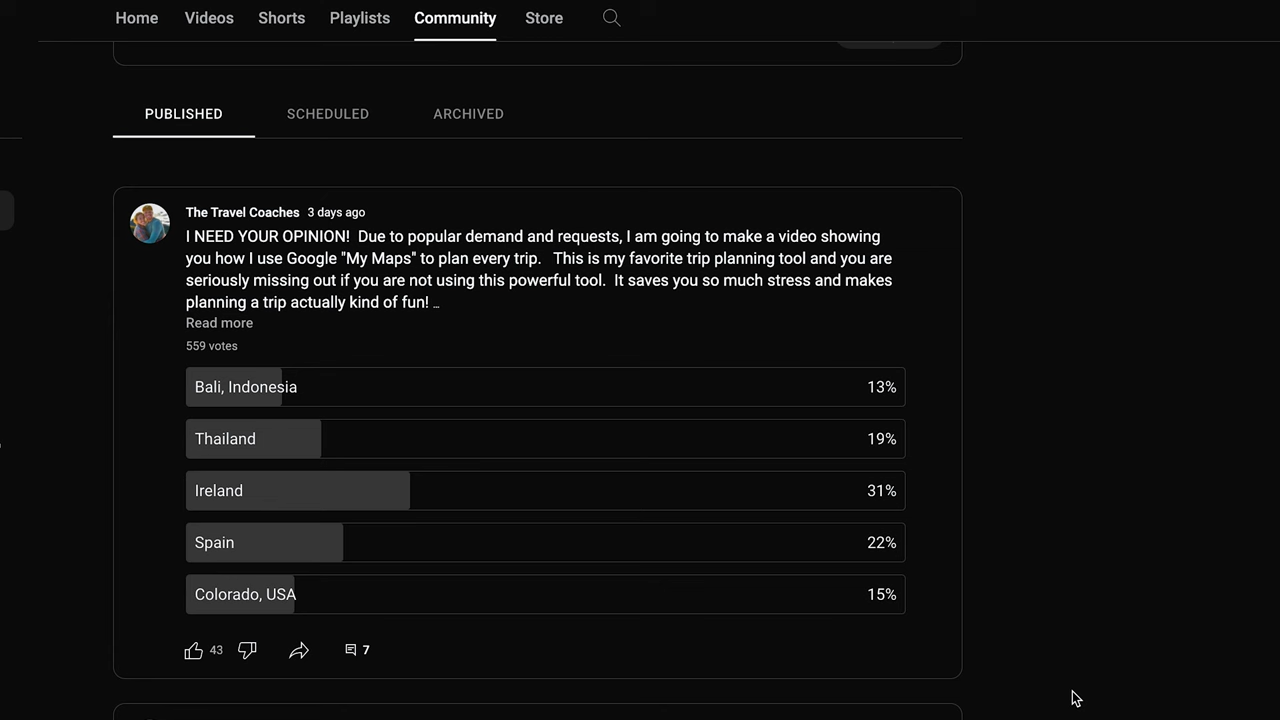 Home Videos Shorts Playlists Community Store
PUBLISHED SCHEDULED ARCHIVED
The Travel Coaches 3 days ago
I NEED YOUR OPINION! Due to popular demand and requests, I am going to make a video showing
you how I use Google "My Maps" to plan every trip. This is my favorite trip planning tool and you are
seriously missing out if you are not using this powerful tool. It saves you so much stress and makes
planning a trip actually kind of fun! ...
Read more
559 votes
Bali, Indonesia 13%
Thailand 19%
Ireland 31%
Spain 22%
Colorado, USA 15%
43 7